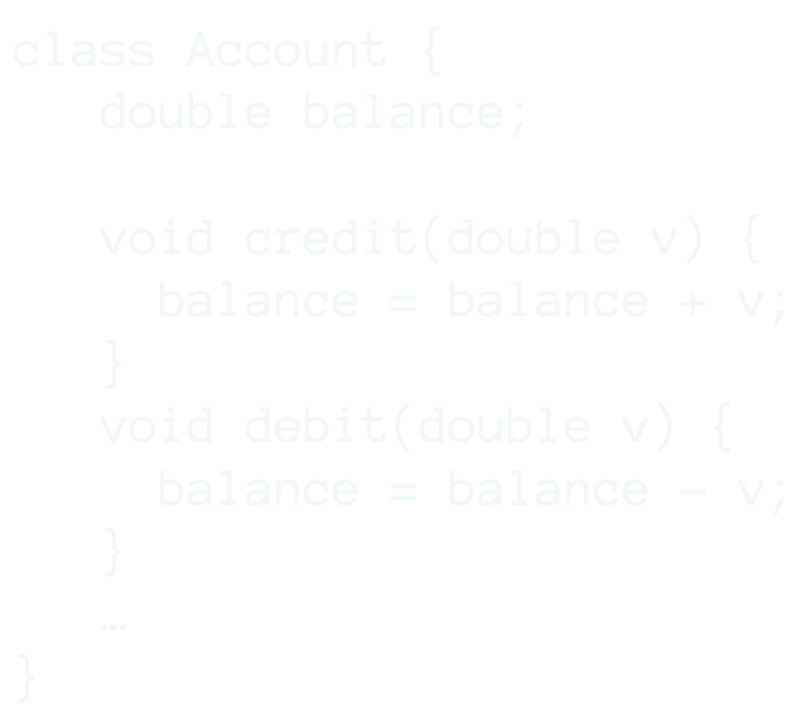 class Account {
double balance;
void credit(double v) {
balance = balance + v;
}
void debit(double v) {
balance = balance - v;
}
…
}